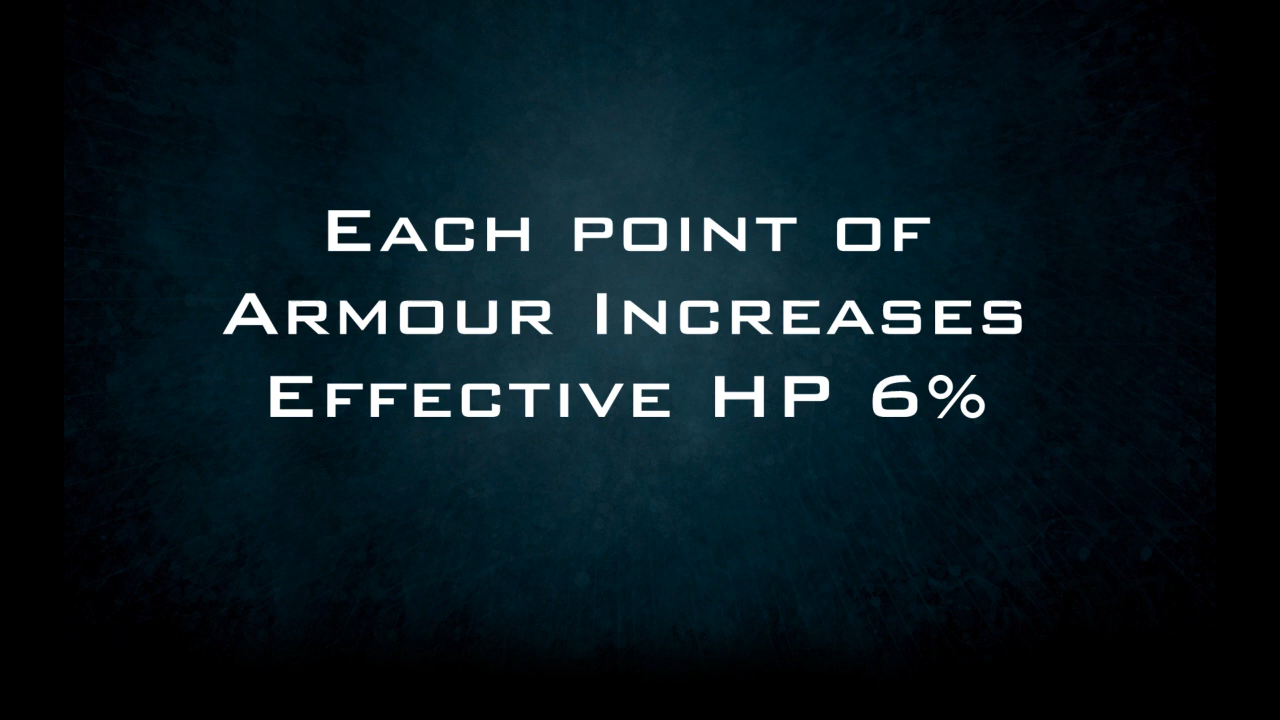 Each point of
Armour Increases
Effective HP 6%